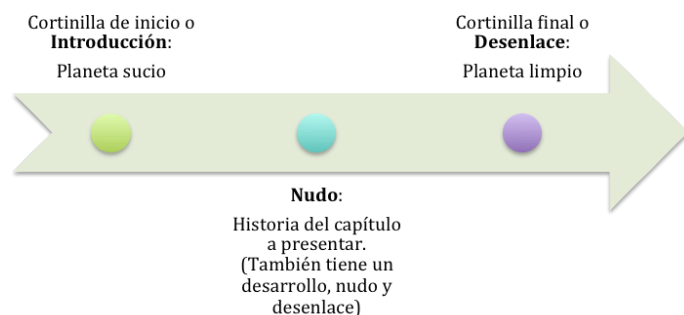 Cortinilla de inicio o
Introducción:
Planeta sucio
Nudo:
Historia del capítulo
a presentar.
(También tiene un
desarrollo, nudo y
desenlace)
Cortinilla final o
Desenlace:
Planeta limpio